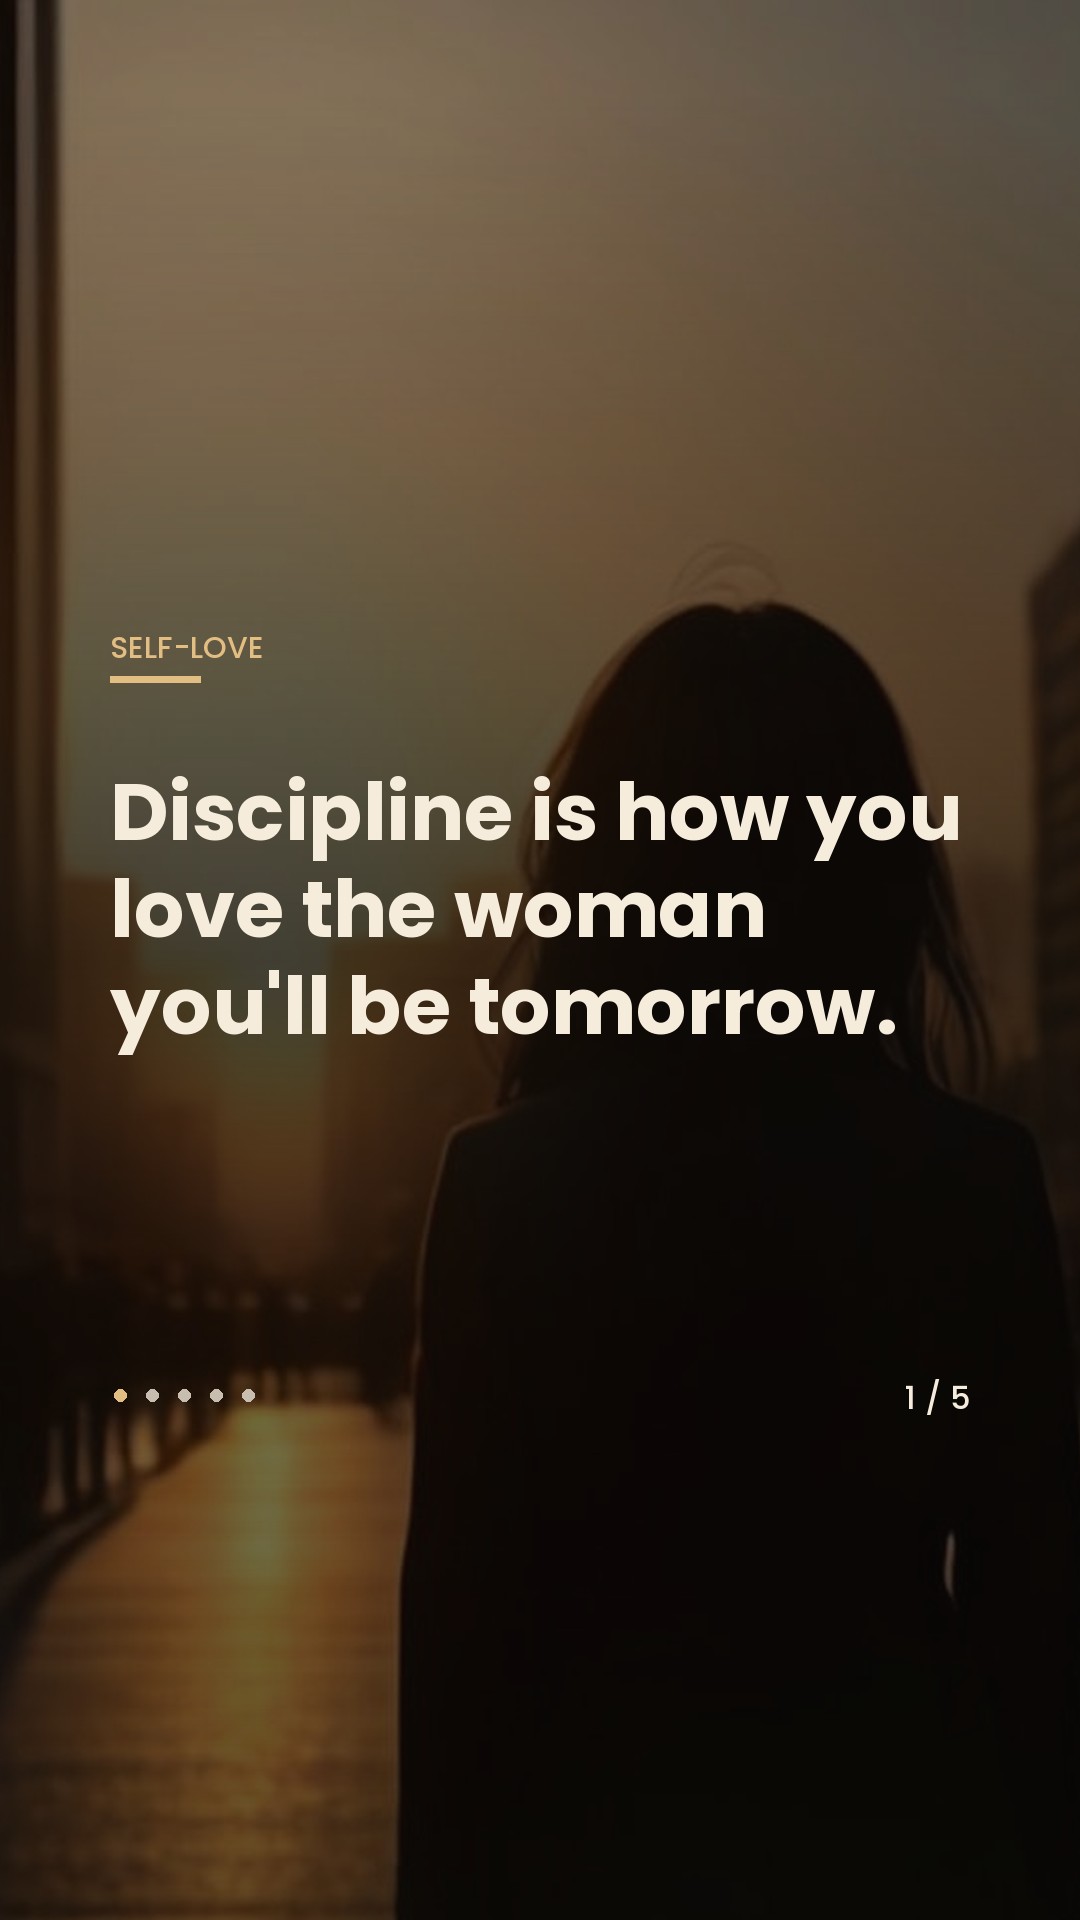 SELF-LOVE
Discipline is how you
love the woman
you'll be tomorrow.
1 / 5